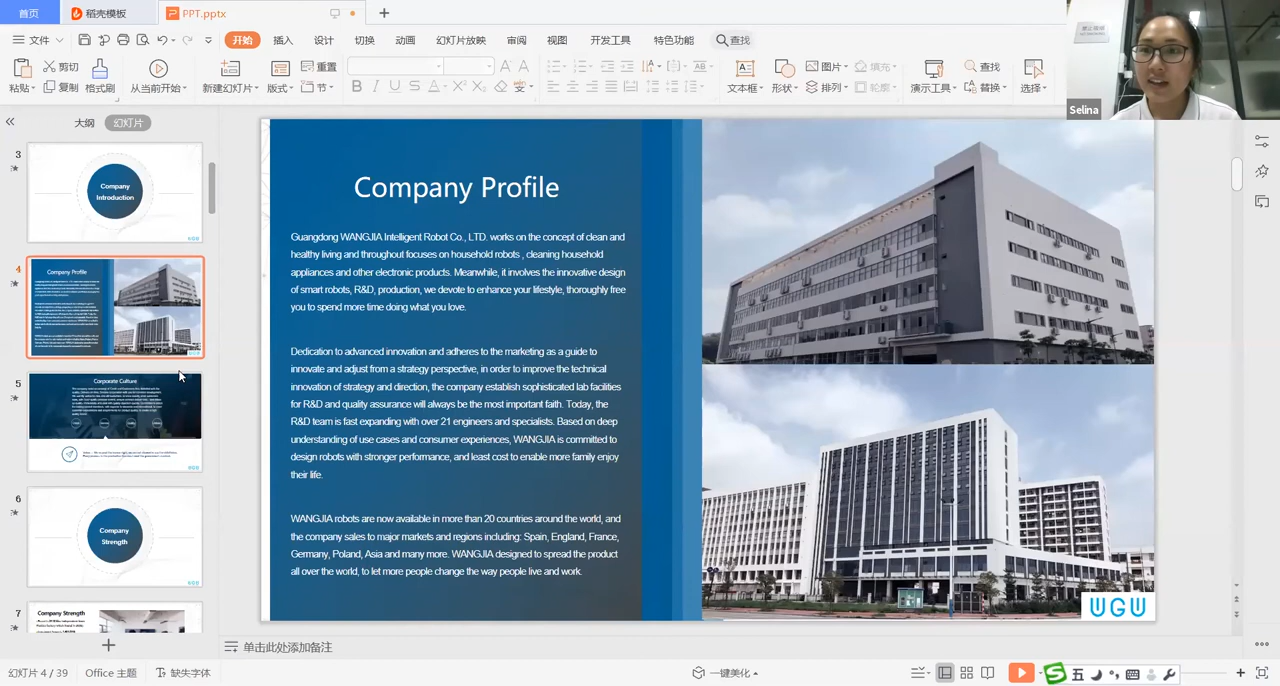 首页
稻壳模板
PPT.pptx
文件
开始
插入
设计
切换
动画
幻灯片放映
审阅
视图
开发工具
特色功能
查找
粘贴
剪切
复制
格式刷
从当前开始
新建幻灯片
版式
重置
节
文本框
形状
图片
排列
填充
轮廓
演示工具
查找
替换
选择
Selina
大纲
幻灯片
3
Company
Introduction
4
Company Profile
5
Corporate Culture
6
Company
Strength
7
Company Strength
Company Profile
Guangdong WANGJIA Intelligent Robot Co., LTD. works on the concept of clean and
healthy living and throughout focuses on household robots , cleaning household
appliances and other electronic products. Meanwhile, it involves the innovative design
of smart robots, R&D, production, we devote to enhance your lifestyle, thoroughly free
you to spend more time doing what you love.
Dedication to advanced innovation and adheres to the marketing as a guide to
innovate and adjust from a strategy perspective, in order to improve the technical
innovation of strategy and direction, the company establish sophisticated lab facilities
for R&D and quality assurance will always be the most important faith. Today, the
R&D team is fast expanding with over 21 engineers and specialists. Based on deep
understanding of use cases and consumer experiences, WANGJIA is committed to
design robots with stronger performance, and least cost to enable more family enjoy
their life.
WANGJIA robots are now available in more than 20 countries around the world, and
the company sales to major markets and regions including: Spain, England, France,
Germany, Poland, Asia and many more. WANGJIA designed to spread the product
all over the world, to let more people change the way people live and work.
UGU
单击此处添加备注
幻灯片 4 / 39
Office 主题
缺失字体
一键美化
五